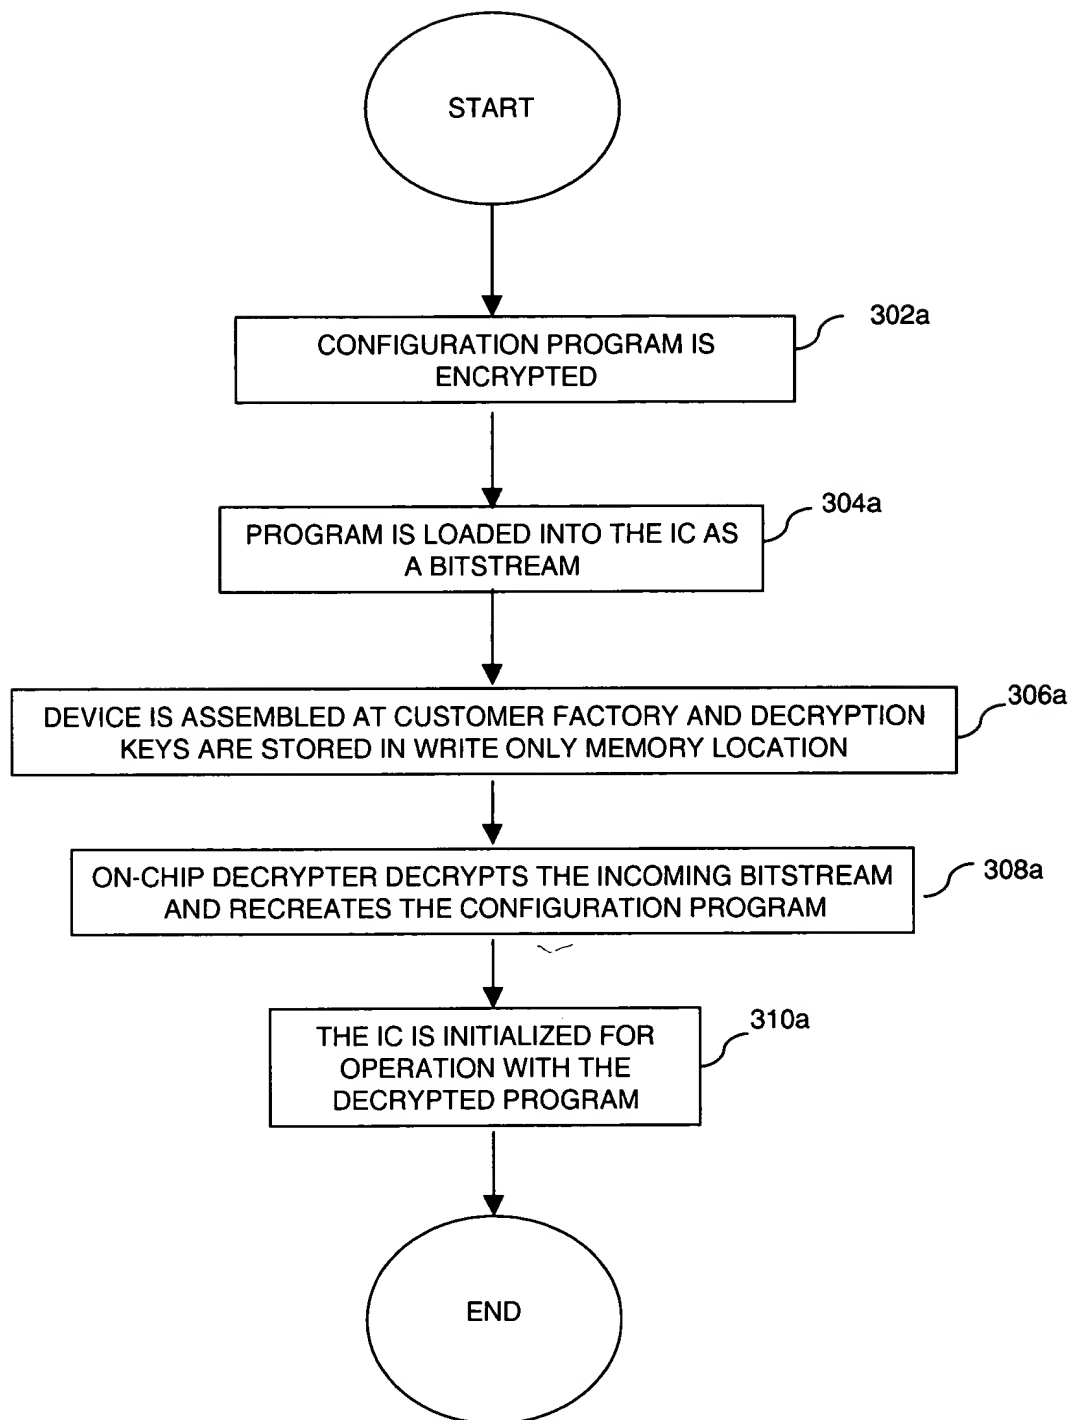 START
302a
CONFIGURATION PROGRAM IS
ENCRYPTED
304a
PROGRAM IS LOADED INTO THE IC AS
A BITSTREAM
306a
DEVICE IS ASSEMBLED AT CUSTOMER FACTORY AND DECRYPTION
KEYS ARE STORED IN WRITE ONLY MEMORY LOCATION
308a
ON-CHIP DECRYPTER DECRYPTS THE INCOMING BITSTREAM
AND RECREATES THE CONFIGURATION PROGRAM
310a
THE IC IS INITIALIZED FOR
OPERATION WITH THE
DECRYPTED PROGRAM
END